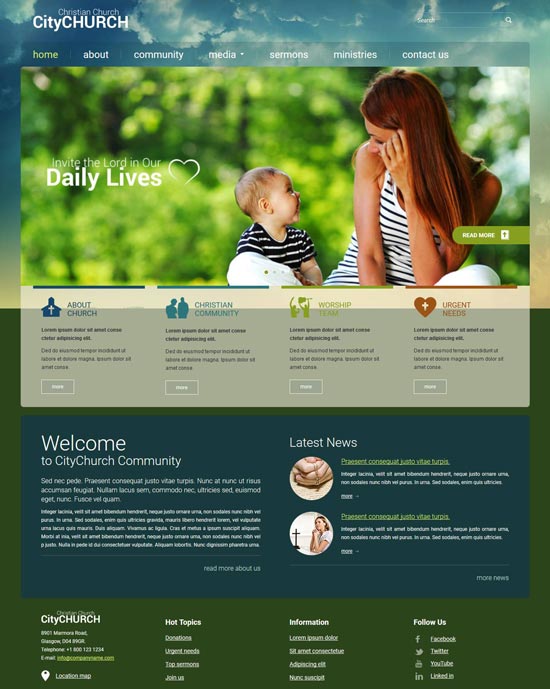 Christian Church
CityCHURCH
Search
home about community media sermons ministries contact us
Invite the Lord in Our
Daily Lives
READ MORE
ABOUT
CHURCH
Lorem ipsum dolor sit amet conse
ctetur adipisicing elit.
Ded do eiusmod tempor incididunt ut
labore et dolore magna. Ipsum dolor sit
amet conse.
more
CHRISTIAN
COMMUNITY
Lorem ipsum dolor sit amet conse
ctetur adipisicing elit.
Ded do eiusmod tempor incididunt ut
labore et dolore magna. Ipsum dolor sit
amet conse.
more
WORSHIP
TEAM
Lorem ipsum dolor sit amet conse
ctetur adipisicing elit.
Ded do eiusmod tempor incididunt ut
labore et dolore magna. Ipsum dolor sit
amet conse.
more
URGENT
NEEDS
Lorem ipsum dolor sit amet conse
ctetur adipisicing elit.
Ded do eiusmod tempor incididunt ut
labore et dolore magna. Ipsum dolor sit
amet conse.
more
Welcome
to CityChurch Community
Sed nec pede. Praesent consequat justo vitae turpis. Nunc at nunc ut risus
accumsan feugiat. Nullam lacus sem, commodo nec, ultricies sed, euismod
eget, nunc. Fusce vel quam.
Integer lacinia, velit sit amet bibendum hendrerit, neque justo ornare urna, non sodales nunc nibh vel
purus. In urna. Sed sodales, enim quis ultricies gravida, mauris libero hendrerit lorem, vel vulputate
urna lacus quis mauris. Duis aliquam. Vivamus ac ligula. Cras et metus a ipsum suscipit aliquam.
Morbi al inia, velit sit amet bibendum hendrerit, neque justo ornare urna, non sodales nunc nibh vel
p justo. Nulla in pede id dui consectetuer vulputate. Aliquam lobortis. Nunc dignissim pharetra urna.
read more about us
Latest News
Praesent consequat justo vitae turpis.
Integer lacinia, velit sit amet bibendum hendrerit, neque justo ornare urna,
non sodales nunc nibh vel purus. In urna. Sed sodales, enim quis ultricies.
more
Praesent consequat justo vitae turpis.
Integer lacinia, velit sit amet bibendum hendrerit, neque justo ornare urna,
non sodales nunc nibh vel purus. In urna. Sed sodales, enim quis ultricies.
more
more news
Christian Church
CityCHURCH
8901 Marmora Road,
Glasgow, D04 89GR.
Telephone: +1 800 123 1234
E-mail: info@companyname.com
Location map
Hot Topics
Donations
Urgent needs
Top sermons
Join us
Information
Lorem ipsum dolor
Sit amet consectetur
Adipiscing elit
Nunc suscipit
Follow Us
Facebook
Twitter
YouTube
Linked in